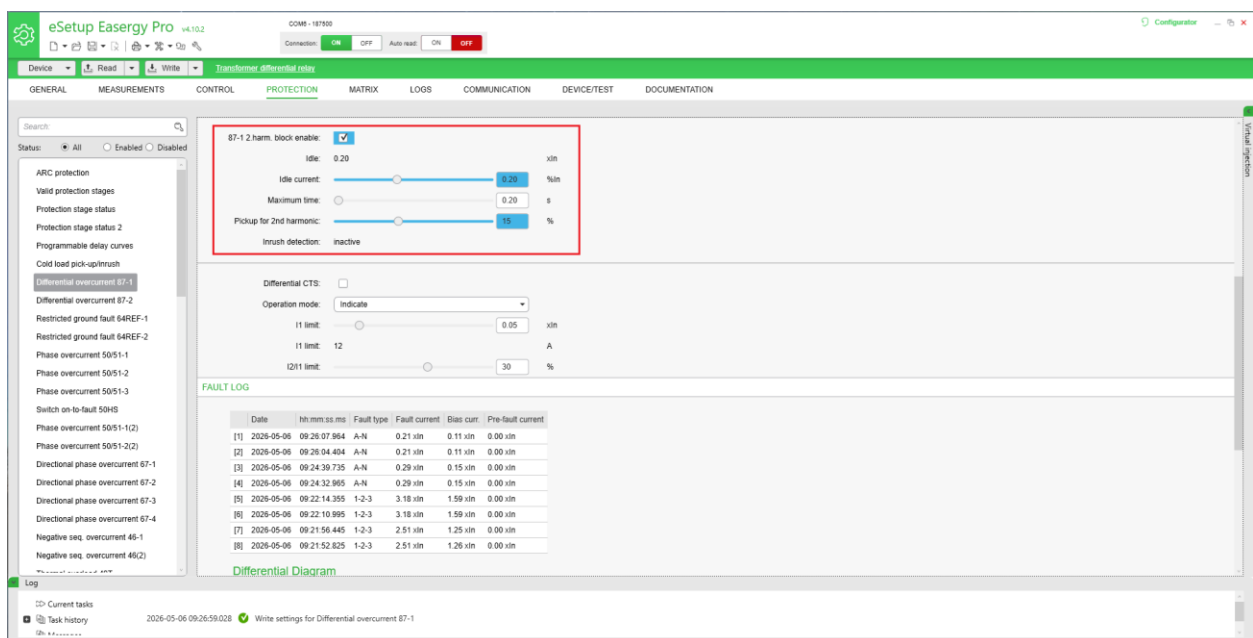 eSetup Easergy Pro v4.10.2
COM6 - 187500
Configurator
Connection: ON OFF Auto read: ON OFF
Device Read Write Transformer differential relay
GENERAL MEASUREMENTS CONTROL PROTECTION MATRIX LOGS COMMUNICATION DEVICE/TEST DOCUMENTATION
Search:
Status: All Enabled Disabled
ARC protection
Valid protection stages
Protection stage status
Protection stage status 2
Programmable delay curves
Cold load pick-up/inrush
Differential overcurrent 87-1
Differential overcurrent 87-2
Restricted ground fault 64REF-1
Restricted ground fault 64REF-2
Phase overcurrent 50/51-1
Phase overcurrent 50/51-2
Phase overcurrent 50/51-3
Switch on-to-fault 50HS
Phase overcurrent 50/51-1(2)
Phase overcurrent 50/51-2(2)
Directional phase overcurrent 67-1
Directional phase overcurrent 67-2
Directional phase overcurrent 67-3
Directional phase overcurrent 67-4
Negative seq. overcurrent 46-1
Negative seq. overcurrent 46(2)
87-1 2.harm. block enable:
Idle: 0.20 xIn
Idle current: 0.20 %In
Maximum time: 0.20 s
Pickup for 2nd harmonic: 15 %
Inrush detection: inactive
Differential CTS:
Operation mode: Indicate
I1 limit: 0.05 xIn
I1 limit: 12 A
I2/I1 limit: 30 %
FAULT LOG
Date hh:mm:ss.ms Fault type Fault current Bias curr. Pre-fault current
[1] 2026-05-06 09:26:07.964 A-N 0.21 xIn 0.11 xIn 0.00 xIn
[2] 2026-05-06 09:26:04.404 A-N 0.21 xIn 0.11 xIn 0.00 xIn
[3] 2026-05-06 09:24:39.735 A-N 0.29 xIn 0.15 xIn 0.00 xIn
[4] 2026-05-06 09:24:32.965 A-N 0.29 xIn 0.15 xIn 0.00 xIn
[5] 2026-05-06 09:22:14.355 1-2-3 3.18 xIn 1.59 xIn 0.00 xIn
[6] 2026-05-06 09:22:10.995 1-2-3 3.18 xIn 1.59 xIn 0.00 xIn
[7] 2026-05-06 09:21:56.445 1-2-3 2.51 xIn 1.25 xIn 0.00 xIn
[8] 2026-05-06 09:21:52.825 1-2-3 2.51 xIn 1.26 xIn 0.00 xIn
Differential Diagram
Virtual injection
Log
Current tasks
Task history
2026-05-06 09:26:59.028 Write settings for Differential overcurrent 87-1